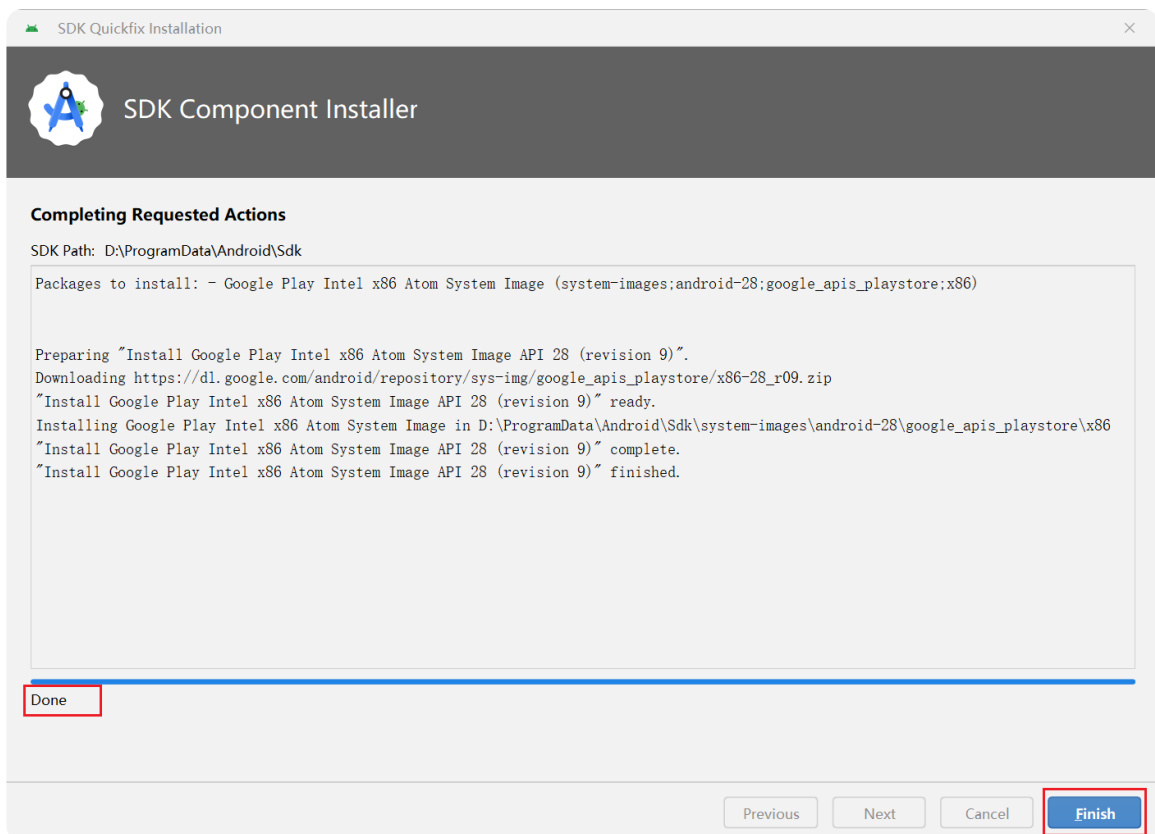 SDK Quickfix Installation
SDK Component Installer
Completing Requested Actions
SDK Path: D:\ProgramData\Android\Sdk
Packages to install: - Google Play Intel x86 Atom System Image (system-images;android-28;google_apis_playstore;x86)
Preparing "Install Google Play Intel x86 Atom System Image API 28 (revision 9)".
Downloading https://dl.google.com/android/repository/sys-img/google_apis_playstore/x86-28_r09.zip
"Install Google Play Intel x86 Atom System Image API 28 (revision 9)" ready.
Installing Google Play Intel x86 Atom System Image in D:\ProgramData\Android\Sdk\system-images\android-28\google_apis_playstore\x86
"Install Google Play Intel x86 Atom System Image API 28 (revision 9)" complete.
"Install Google Play Intel x86 Atom System Image API 28 (revision 9)" finished.
Done
Previous Next Cancel Finish